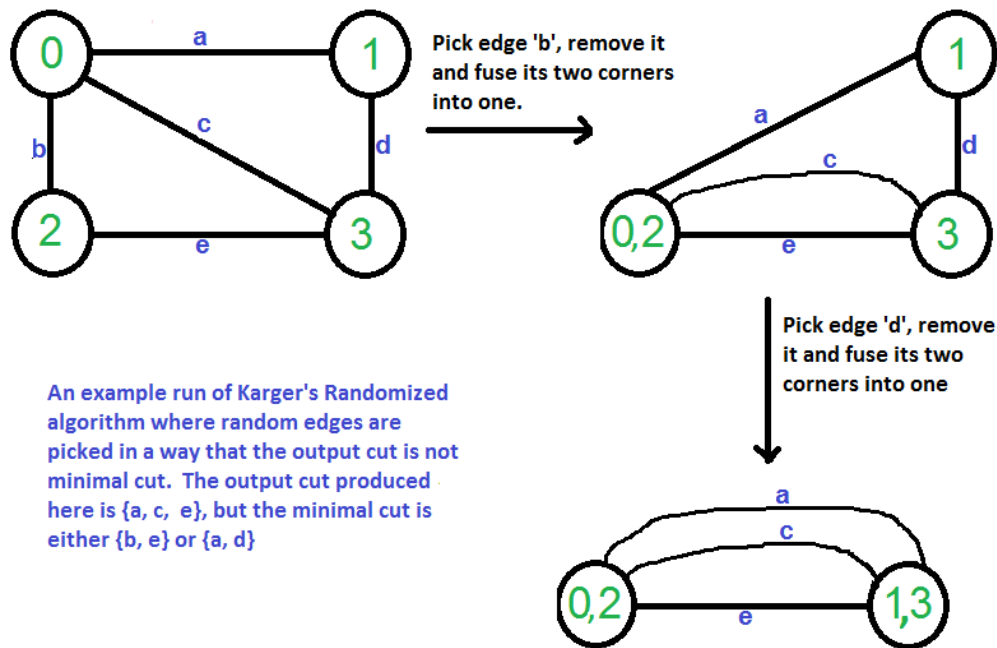 0
a
1
b
c
d
2
e
3
Pick edge 'b', remove it
and fuse its two corners
into one.
1
a
c
d
0,2
e
3
Pick edge 'd', remove
it and fuse its two
corners into one
An example run of Karger's Randomized
algorithm where random edges are
picked in a way that the output cut is not
minimal cut.  The output cut produced
here is {a, c,  e}, but the minimal cut is
either {b, e} or {a, d}
a
c
0,2
e
1,3